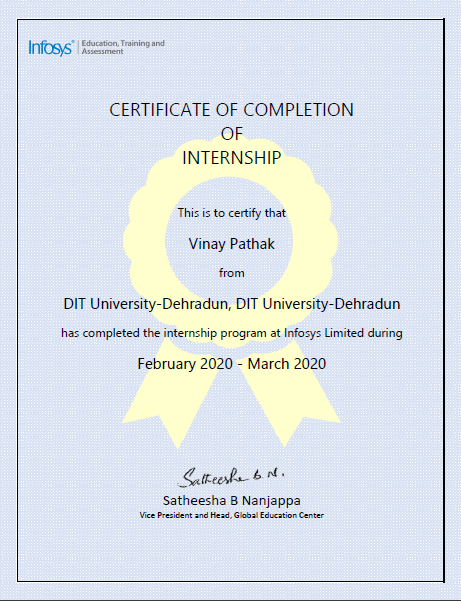 Infosys® | Education, Training and
Assessment
CERTIFICATE OF COMPLETION
OF
INTERNSHIP
This is to certify that
Vinay Pathak
from
DIT University-Dehradun, DIT University-Dehradun
has completed the internship program at Infosys Limited during
February 2020 - March 2020
Satheesha B N.
Satheesha B Nanjappa
Vice President and Head, Global Education Center